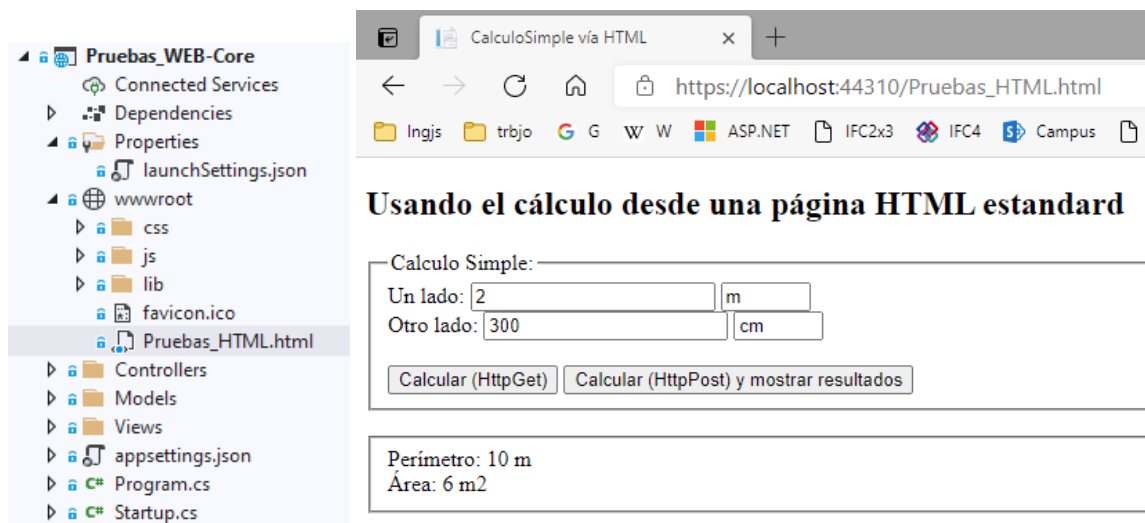 Pruebas_WEB-Core
Connected Services
Dependencies
Properties
launchSettings.json
wwwroot
css
js
lib
favicon.ico
Pruebas_HTML.html
Controllers
Models
Views
appsettings.json
C# Program.cs
C# Startup.cs
CalculoSimple vía HTML
https://localhost:44310/Pruebas_HTML.html
Ingjs trbjo G G W W ASP.NET IFC2x3 IFC4 S Campus
Usando el cálculo desde una página HTML estandard
Calculo Simple:
Un lado: 2 m
Otro lado: 300 cm
Calcular (HttpGet) Calcular (HttpPost) y mostrar resultados
Perímetro: 10 m
Área: 6 m2